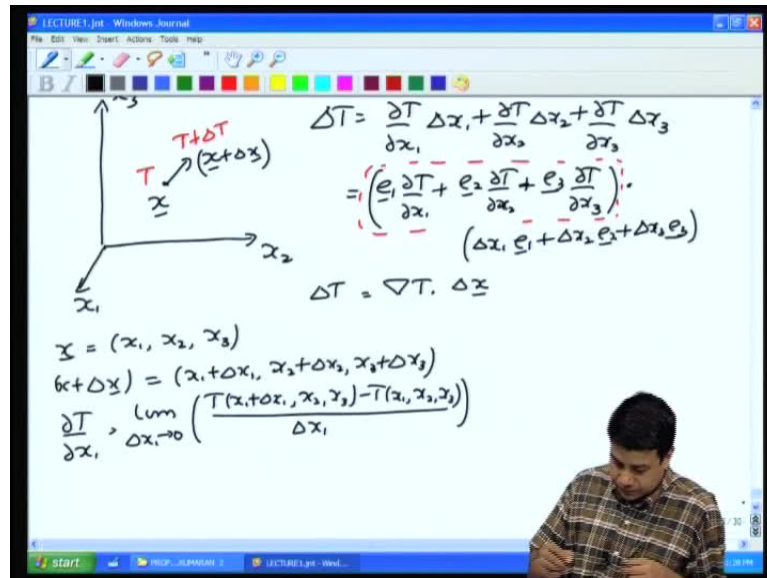 LECTURE1.jnt - Windows Journal
File Edit View Insert Actions Tools Help
B I
x₃
T+ΔT
T (x+Δx)
x
x₂
x₁
ΔT = ∂T/∂x₁ Δx₁ + ∂T/∂x₂ Δx₂ + ∂T/∂x₃ Δx₃
= (e₁ ∂T/∂x₁ + e₂ ∂T/∂x₂ + e₃ ∂T/∂x₃) ·
(Δx₁ e₁ + Δx₂ e₂ + Δx₃ e₃)
ΔT = ∇T. Δx
x = (x₁, x₂, x₃)
(x+Δx) = (x₁+Δx₁, x₂+Δx₂, x₃+Δx₃)
∂T/∂x₁ = lim Δx₁→0 (T(x₁+Δx₁, x₂, x₃) - T(x₁, x₂, x₃) / Δx₁)
start PROF...KUMARAN 2 LECTURE1.jnt - Wind...